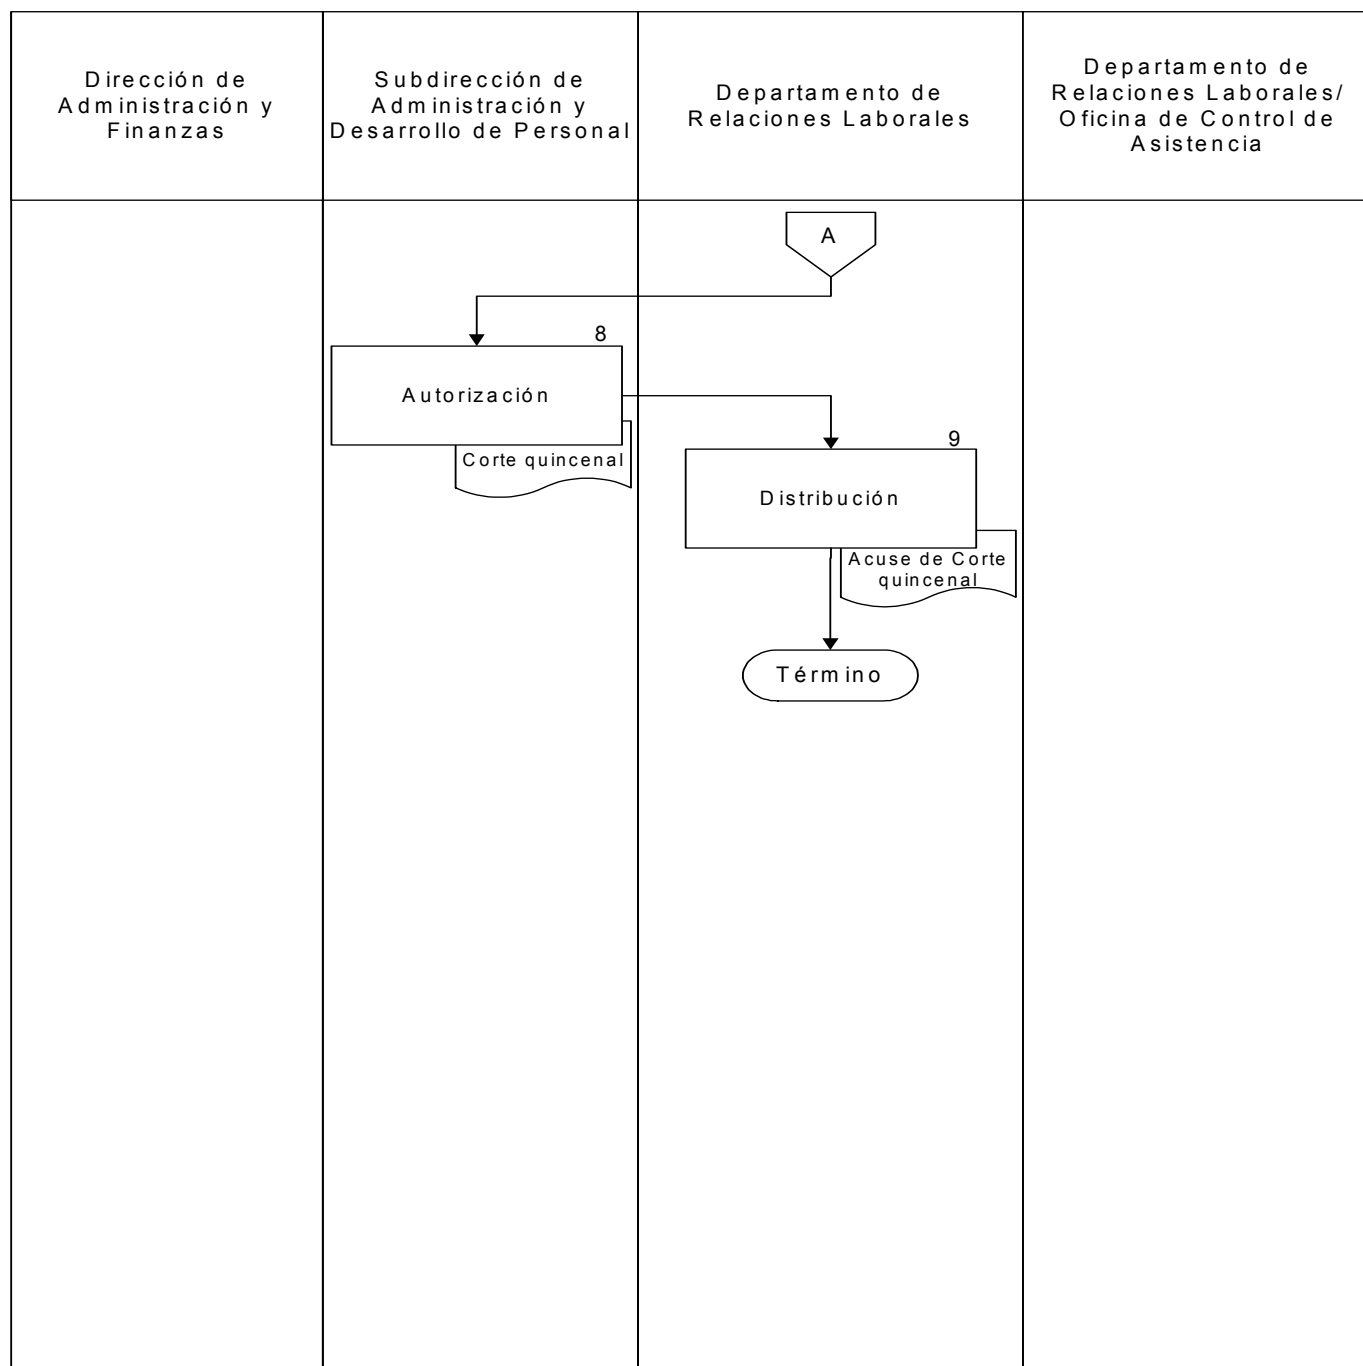 Dirección de
Administración y
Finanzas
Subdirección de
Administración y
Desarrollo de Personal
Departamento de
Relaciones Laborales
Departamento de
Relaciones Laborales/
Oficina de Control de
Asistencia
A
8
Autorización
Corte quincenal
9
Distribución
Acuse de Corte
quincenal
Término